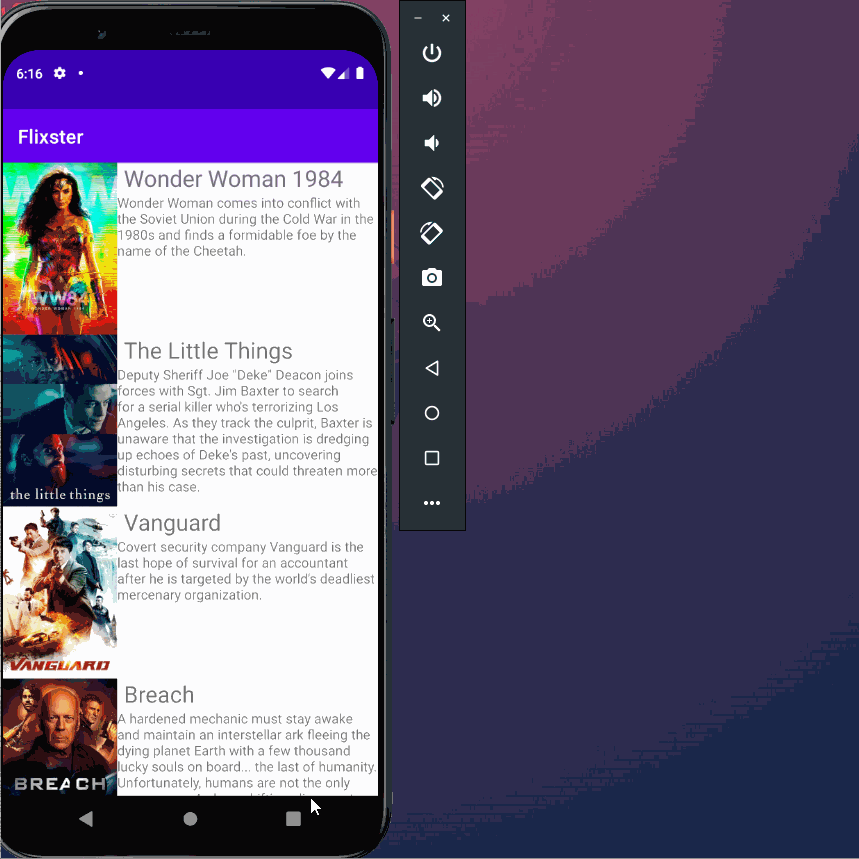 6:16
Flixster
Wonder Woman 1984
Wonder Woman comes into conflict with
the Soviet Union during the Cold War in the
1980s and finds a formidable foe by the
name of the Cheetah.
WW84
The Little Things
Deputy Sheriff Joe "Deke" Deacon joins
forces with Sgt. Jim Baxter to search
for a serial killer who's terrorizing Los
Angeles. As they track the culprit, Baxter is
unaware that the investigation is dredging
up echoes of Deke's past, uncovering
disturbing secrets that could threaten more
than his case.
the little things
Vanguard
Covert security company Vanguard is the
last hope of survival for an accountant
after he is targeted by the world's deadliest
mercenary organization.
VANGUARD
Breach
A hardened mechanic must stay awake
and maintain an interstellar ark fleeing the
dying planet Earth with a few thousand
lucky souls on board... the last of humanity.
Unfortunately, humans are not the only
BREACH